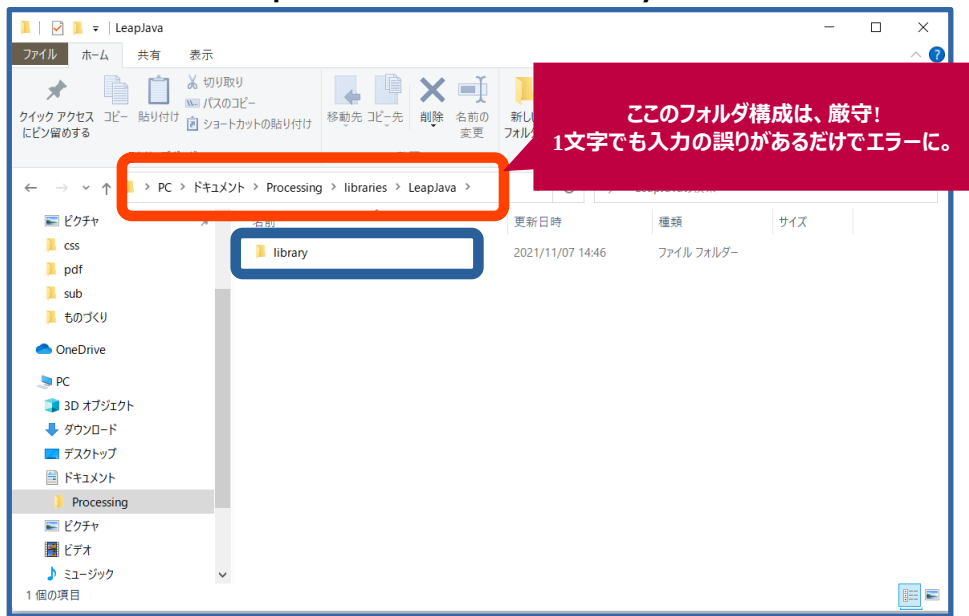 LeapJava
ファイル ホーム 共有 表示
クイック アクセス
にピン留めする
コピー
貼り付け
切り取り
パスのコピー
ショートカットの貼り付け
移動先 コピー先
削除
名前の
変更
ここのフォルダ構成は、厳守!
1文字でも入力の誤りがあるだけでエラーに。
PC > ドキュメント > Processing > libraries > LeapJava >
名前 更新日時 種類 サイズ
library 2021/11/07 14:46 ファイル フォルダー
ピクチャ
css
pdf
sub
ものづくり
OneDrive
PC
3D オブジェクト
ダウンロード
デスクトップ
ドキュメント
Processing
ピクチャ
ビデオ
ミュージック
1 個の項目